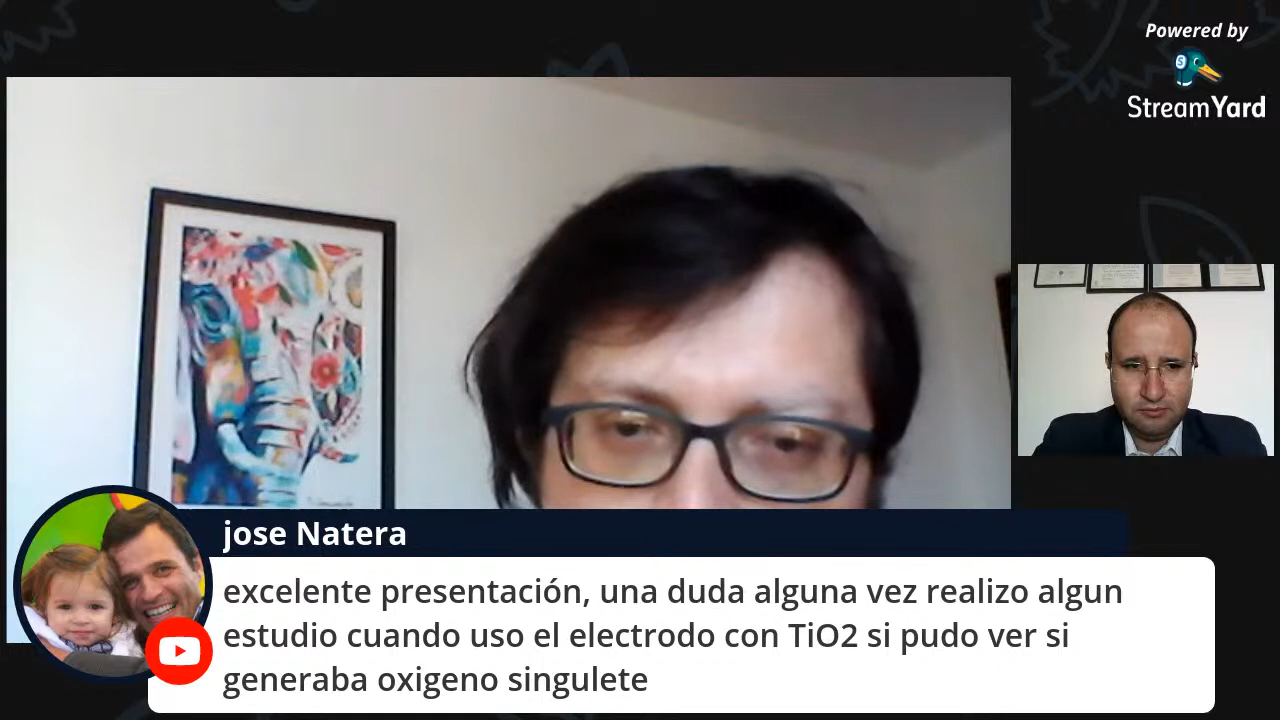 Powered by
StreamYard
jose Natera
excelente presentación, una duda alguna vez realizo algun
estudio cuando uso el electrodo con TiO2 si pudo ver si
generaba oxigeno singulete